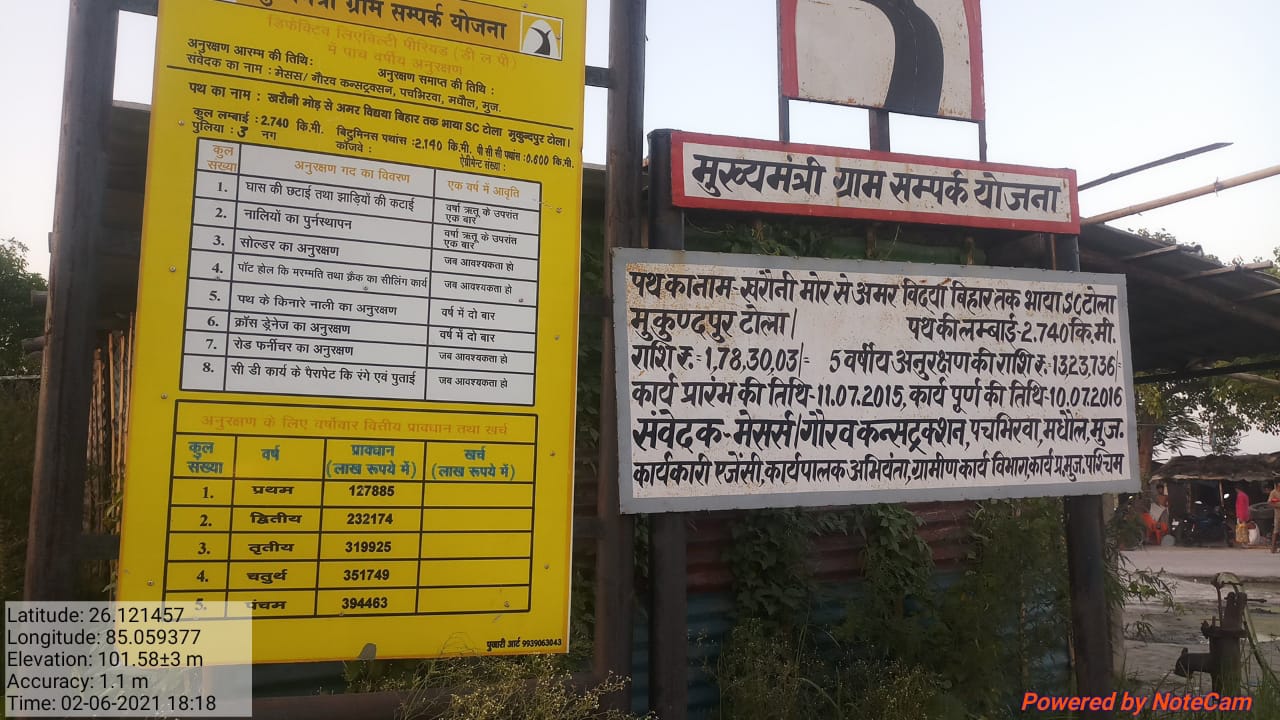 मंत्री ग्राम सम्पर्क योजना
डिफेक्टिव लिएबिल्टी पीरियड (डी ल पी)
में पाच वर्षीय अनुरक्षण
अनुरक्षण आरम्भ की तिथि :
अनुरक्षण समाप्त की तिथि :
संवेदक का नाम : मेसर्स/ गौरव कन्सट्रक्सन, पचभिरवा, मधौल, मुज.
पथ का नाम : खरौनी मोड़ से अमर विद्यया बिहार तक भाया SC टोला मुकुन्दपुर टोला।
कुल लम्बाई : 2.740 कि.मी. बिटुमिनस पथांस : 2.140 कि.मी. पी सी सी पथांस : 0.600 कि.मी.
पुलिया : 3 नग कॉजवे : ऐग्रीमेन्ट संख्या :
कुल संख्या अनुरक्षण गद का विवरण एक वर्ष में आवृति
1. घास की छटाई तथा झाड़ियों की कटाई वर्षा ऋतू के उपरांत एक बार
2. नालियों का पुर्नस्थापन वर्षा ऋतू के उपरांत एक बार
3. सोल्डर का अनुरक्षण जब आवश्यकता हो
4. पॉट होल कि मरम्मति तथा क्रैक का सीलिंग कार्य जब आवश्यकता हो
5. पथ के किनारे नाली का अनुरक्षण वर्ष में दो बार
6. क्रॉस ड्रेनेज का अनुरक्षण वर्ष में दो बार
7. रोड फर्नीचर का अनुरक्षण जब आवश्यकता हो
8. सी डी कार्य के पैरापेट कि रंगे एवं पुताई जब आवश्यकता हो
अनुरक्षण के लिए वर्षोवार वित्तीय प्रावधान तथा खर्च
कुल संख्या वर्ष प्रावधान (लाख रूपये में) खर्च (लाख रूपये में)
1. प्रथम 127885
2. द्वितीय 232174
3. तृतीय 319925
4. चतुर्थ 351749
5. पंचम 394463
पुजारी आर्ट 9939063043
मुख्यमंत्री ग्राम सम्पर्क योजना
पथ का नाम- खरौनी मोर से अमर विद्या बिहार तक भाया SC टोला
मुकुण्दपुर टोला। पथ की लम्बाई-2.740 कि.मी.
राशि रु.-1,78,30,03/- 5 वर्षीय अनुरक्षण की राशि रु.-13,23,736/-
कार्य प्रारंभ की तिथि-11.07.2015, कार्य पूर्ण की तिथि-10.07.2016
संवेदक- मेसर्स/गौरव कन्सट्रक्शन, पचभिरवा, मधौल, मुज.
कार्यकारी एजेंसी, कार्यपालक अभियंता, ग्रामीण कार्य विभाग, कार्य प्र. मुज. पश्चिम
Latitude: 26.121457
Longitude: 85.059377
Elevation: 101.58±3 m
Accuracy: 1.1 m
Time: 02-06-2021 18:18
Powered by NoteCam